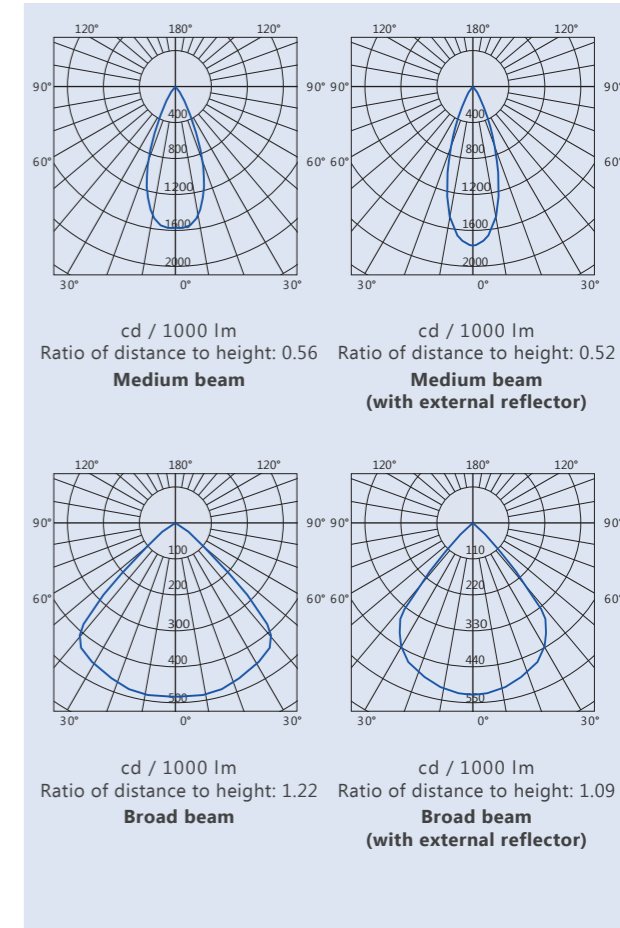 120° 180° 120° 120° 180° 120°
90° 90° 90° 90°
400 400
800 800
60° 60° 60° 60°
1200 1200
1600 1600
2000 2000
30° 0° 30° 30° 0° 30°
cd / 1000 lm cd / 1000 lm
Ratio of distance to height: 0.56 Ratio of distance to height: 0.52
Medium beam Medium beam
(with external reflector)
120° 180° 120° 120° 180° 120°
90° 90° 90° 90°
100 110
200 220
60° 60° 60° 60°
300 330
400 440
500 550
30° 0° 30° 30° 0° 30°
cd / 1000 lm cd / 1000 lm
Ratio of distance to height: 1.22 Ratio of distance to height: 1.09
Broad beam Broad beam
(with external reflector)